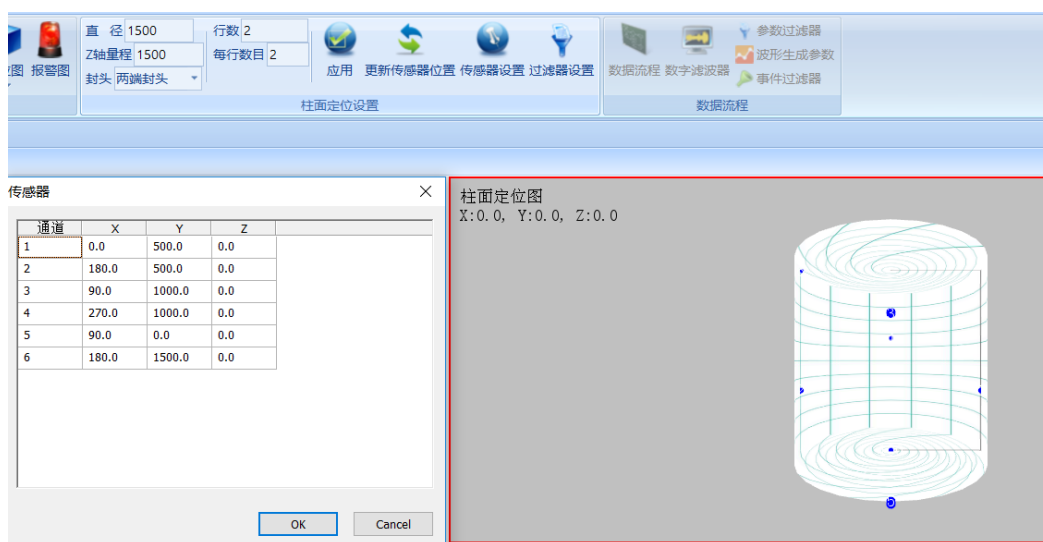 直 径 1500
行数 2
Z轴量程 1500
每行数目 2
封头 两端封头
图 报警图
应用 更新传感器位置 传感器设置 过滤器设置
柱面定位设置
数据流程 数字滤波器
参数过滤器
波形生成参数
事件过滤器
数据流程
传感器
通道 X Y Z
1 0.0 500.0 0.0
2 180.0 500.0 0.0
3 90.0 1000.0 0.0
4 270.0 1000.0 0.0
5 90.0 0.0 0.0
6 180.0 1500.0 0.0
OK Cancel
柱面定位图
X:0.0, Y:0.0, Z:0.0